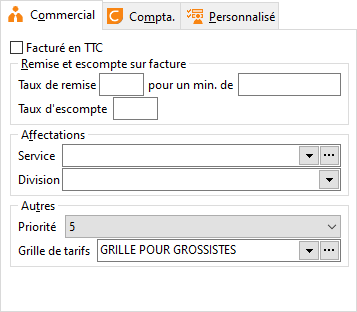 Commercial Compta. Personnalisé
Facturé en TTC
Remise et escompte sur facture
Taux de remise pour un min. de
Taux d'escompte
Affectations
Service
Division
Autres
Priorité 5
Grille de tarifs GRILLE POUR GROSSISTES